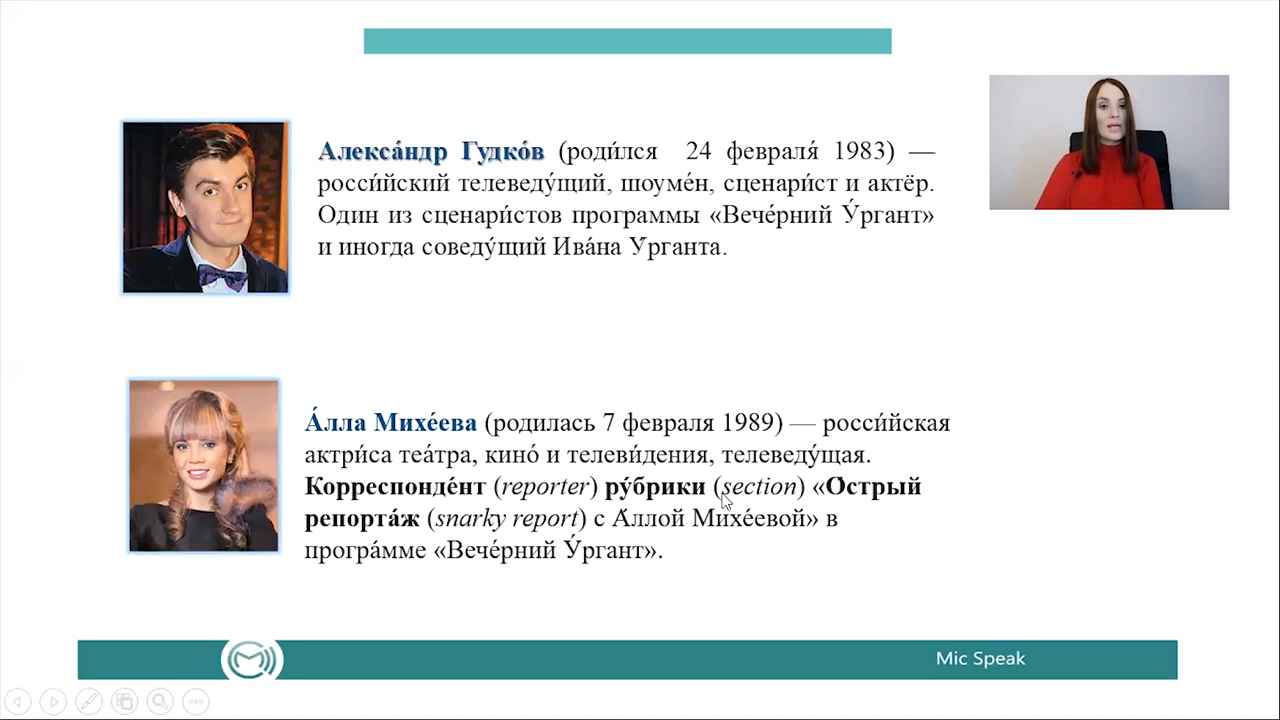 Алекса́ндр Гудко́в (роди́лся 24 февраля́ 1983) —
росси́йский телеведу́щий, шоуме́н, сценари́ст и актёр.
Один из сценари́стов программы «Вече́рний У́ргант»
и иногда соведу́щий Ива́на Урганта.
А́лла Михе́ева (родилась 7 февраля 1989) — росси́йская
актри́са теа́тра, кино́ и телеви́дения, телеведу́щая.
Корреспонде́нт (reporter) ру́брики (section) «О́стрый
репорта́ж (snarky report) с А́ллой Михе́евой» в
програ́мме «Вече́рний У́ргант».
Mic Speak